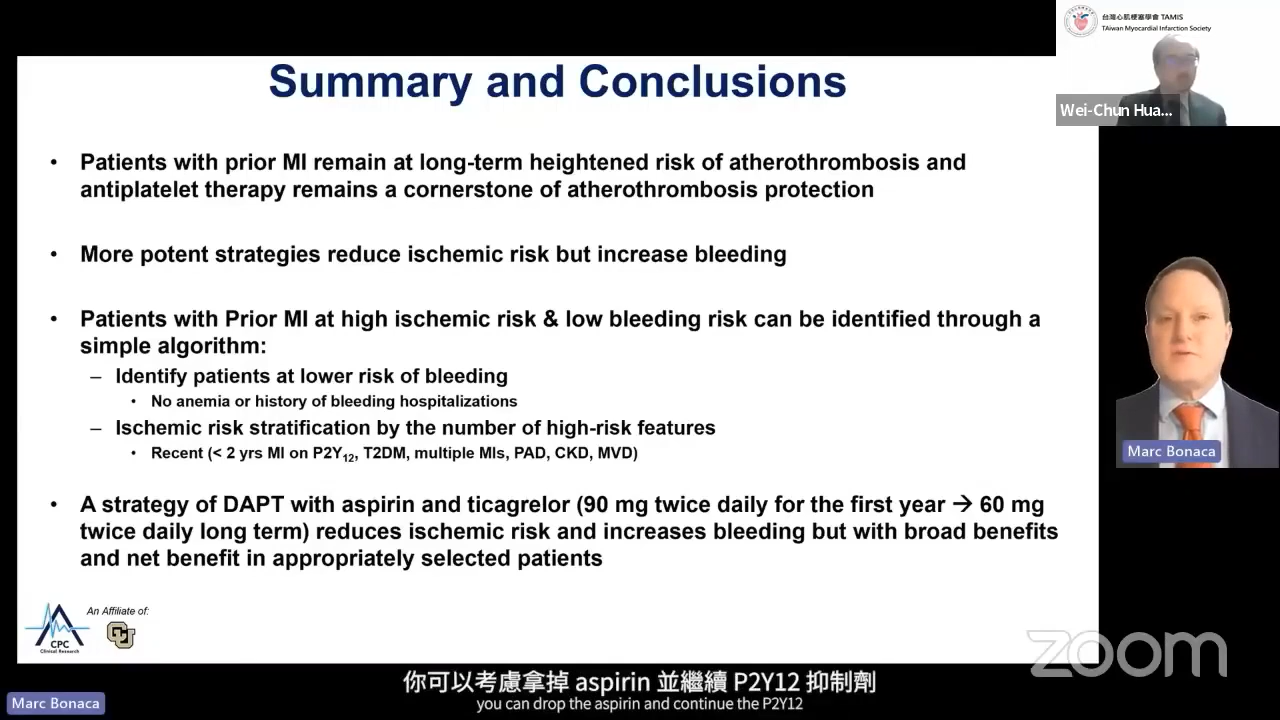 台灣心肌梗塞學會 TAMIS
TAiwan Myocardial Infarction Society
Wei-Chun Hua...
Summary and Conclusions
• Patients with prior MI remain at long-term heightened risk of atherothrombosis and
antiplatelet therapy remains a cornerstone of atherothrombosis protection
• More potent strategies reduce ischemic risk but increase bleeding
• Patients with Prior MI at high ischemic risk & low bleeding risk can be identified through a
simple algorithm:
– Identify patients at lower risk of bleeding
• No anemia or history of bleeding hospitalizations
– Ischemic risk stratification by the number of high-risk features
• Recent (< 2 yrs MI on P2Y12, T2DM, multiple MIs, PAD, CKD, MVD)
• A strategy of DAPT with aspirin and ticagrelor (90 mg twice daily for the first year → 60 mg
twice daily long term) reduces ischemic risk and increases bleeding but with broad benefits
and net benefit in appropriately selected patients
Marc Bonaca
An Affiliate of:
CPC
Clinical Research
CU
zoom
你可以考慮拿掉 aspirin 並繼續 P2Y12 抑制劑
you can drop the aspirin and continue the P2Y12
Marc Bonaca